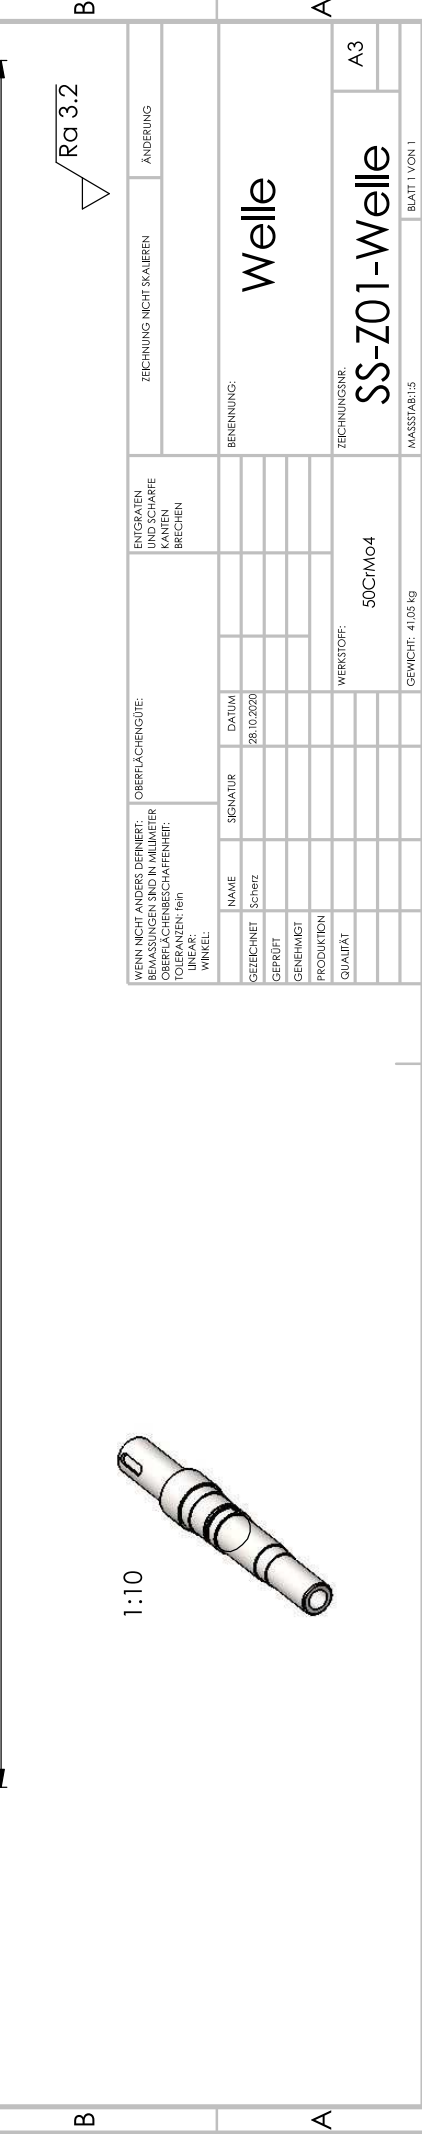 B
A
Ra 3.2
1:10
WENN NICHT ANDERS DEFINIERT:
BEMASSUNGEN SIND IN MILLIMETER
OBERFLÄCHENBESCHAFFENHEIT:
TOLERANZEN: fein
LINEAR:
WINKEL:
OBERFLÄCHENGÜTE:
ENTGRATEN
UND SCHARFE
KANTEN
BRECHEN
ZEICHNUNG NICHT SKALIEREN
ÄNDERUNG
NAME
SIGNATUR
DATUM
GEZEICHNET
Scherz
28.10.2020
GEPRÜFT
GENEHMIGT
PRODUKTION
QUALITÄT
BENENNUNG:
Welle
WERKSTOFF:
50CrMo4
GEWICHT: 41.05 kg
ZEICHNUNGSNR.
SS-Z01-Welle
A3
MASSSTAB:1:5
BLATT 1 VON 1
B
A